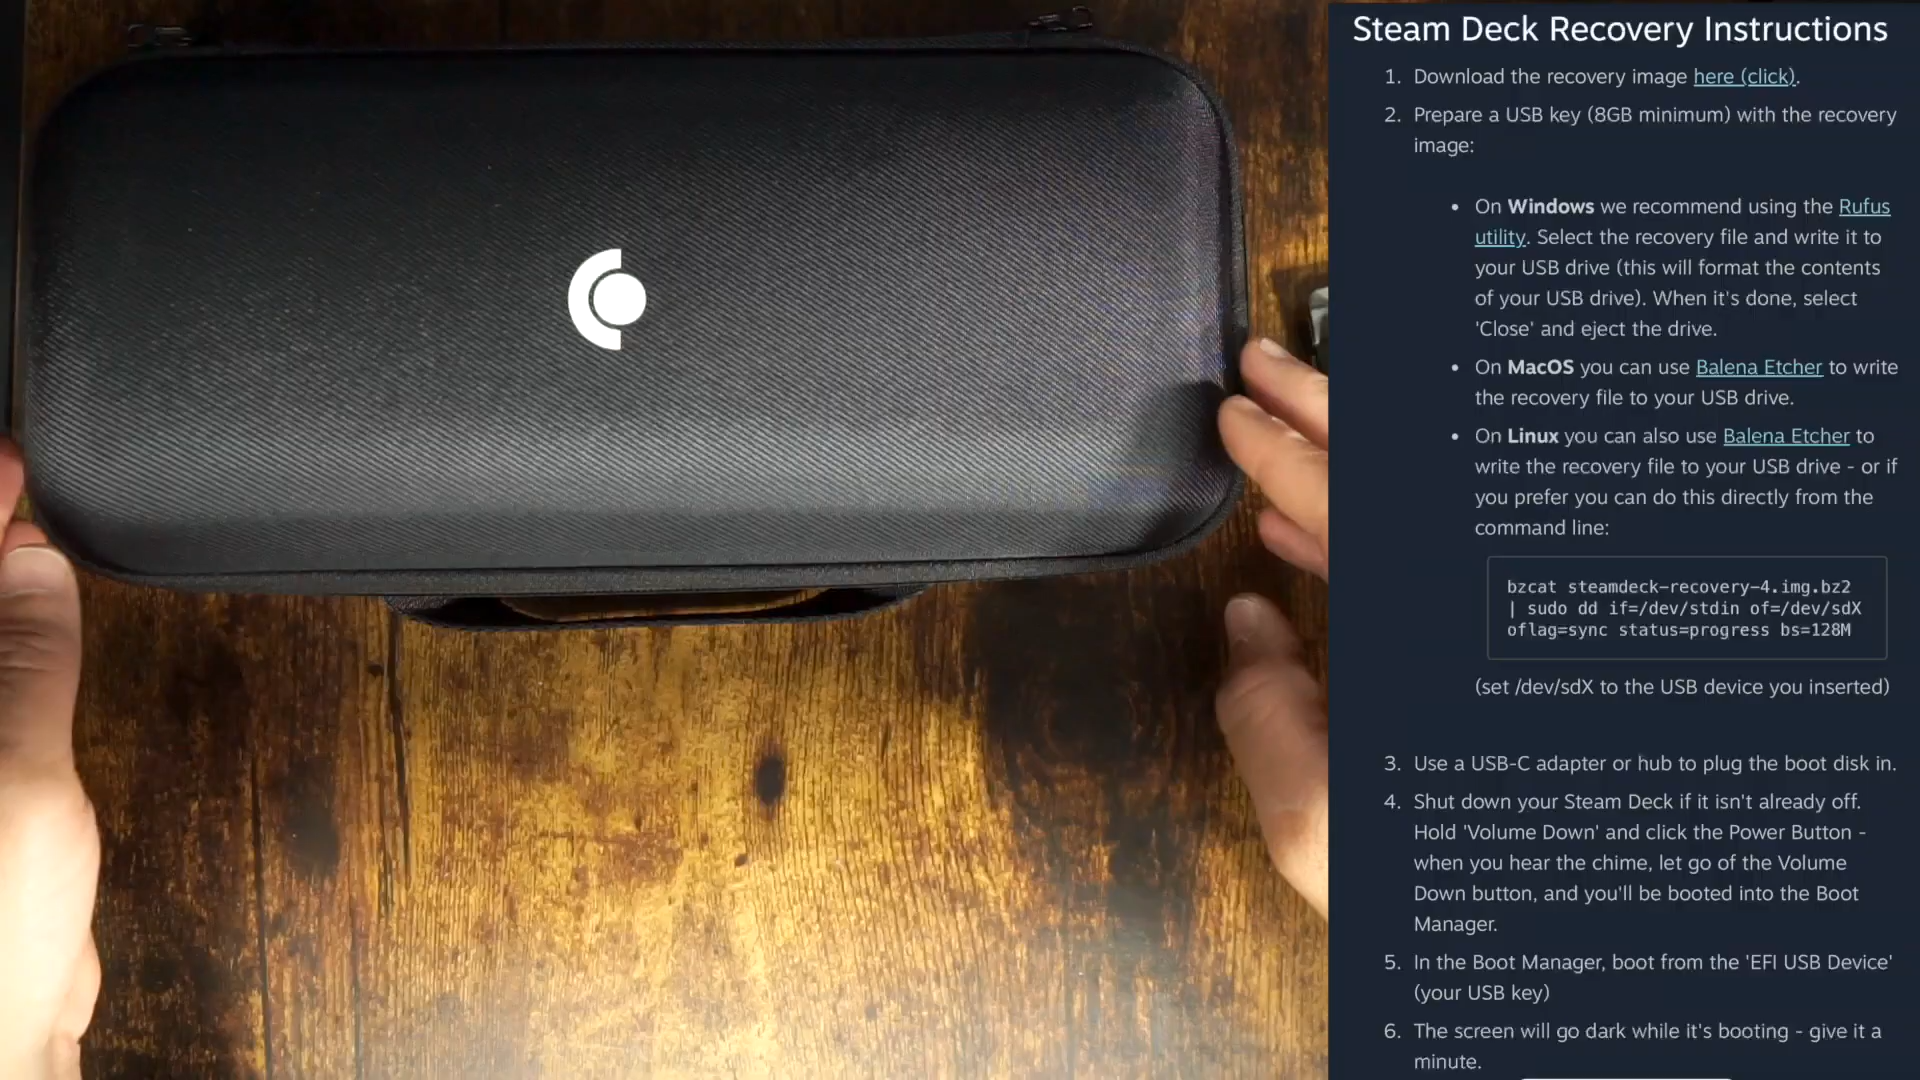 Steam Deck Recovery Instructions
1. Download the recovery image here (click).
2. Prepare a USB key (8GB minimum) with the recovery
image:
• On Windows we recommend using the Rufus
utility. Select the recovery file and write it to
your USB drive (this will format the contents
of your USB drive). When it's done, select
'Close' and eject the drive.
• On MacOS you can use Balena Etcher to write
the recovery file to your USB drive.
• On Linux you can also use Balena Etcher to
write the recovery file to your USB drive - or if
you prefer you can do this directly from the
command line:
bzcat steamdeck-recovery-4.img.bz2
| sudo dd if=/dev/stdin of=/dev/sdX
oflag=sync status=progress bs=128M
(set /dev/sdX to the USB device you inserted)
3. Use a USB-C adapter or hub to plug the boot disk in.
4. Shut down your Steam Deck if it isn't already off.
Hold 'Volume Down' and click the Power Button -
when you hear the chime, let go of the Volume
Down button, and you'll be booted into the Boot
Manager.
5. In the Boot Manager, boot from the 'EFI USB Device'
(your USB key)
6. The screen will go dark while it's booting - give it a
minute.